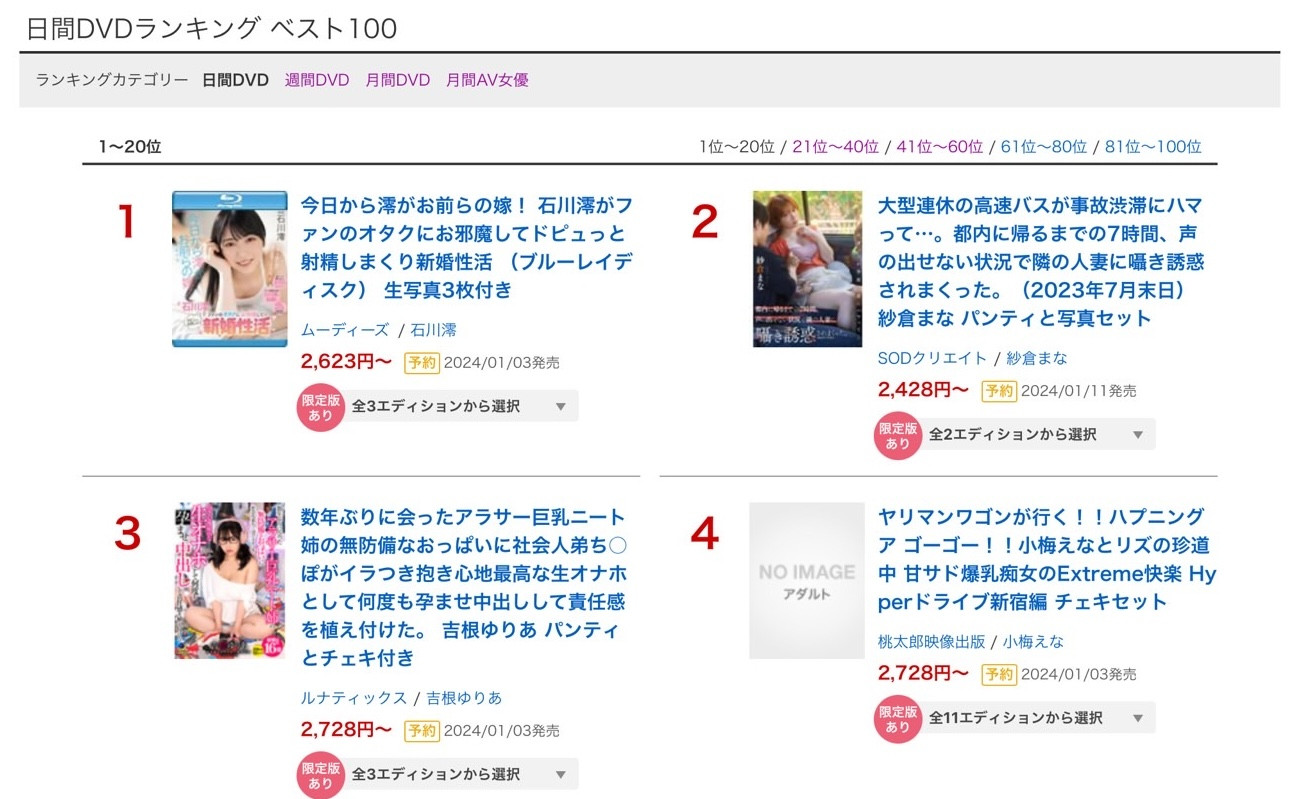 日間DVDランキング ベスト100
ランキングカテゴリー 日間DVD 週間DVD 月間DVD 月間AV女優
1〜20位
1位〜20位 / 21位〜40位 / 41位〜60位 / 61位〜80位 / 81位〜100位
1
今日から澪がお前らの嫁！ 石川澪がフ
ァンのオタクにお邪魔してドピュっと
射精しまくり新婚性活 （ブルーレイデ
ィスク） 生写真3枚付き
ムーディーズ / 石川澪
2,623円〜 予約 2024/01/03発売
限定版
あり
全3エディションから選択
石川澪
新婚性活
2
大型連休の高速バスが事故渋滞にハマ
って…。都内に帰るまでの7時間、声
の出せない状況で隣の人妻に囁き誘惑
されまくった。（2023年7月末日）
紗倉まな パンティと写真セット
SODクリエイト / 紗倉まな
2,428円〜 予約 2024/01/11発売
限定版
あり
全2エディションから選択
紗倉まな
囁き誘惑
3
数年ぶりに会ったアラサー巨乳ニート
姉の無防備なおっぱいに社会人弟ち〇
ぽがイラつき抱き心地最高な生オナホ
として何度も孕ませ中出しして責任感
を植え付けた。 吉根ゆりあ パンティ
とチェキ付き
ルナティックス / 吉根ゆりあ
2,728円〜 予約 2024/01/03発売
限定版
あり
全3エディションから選択
4
NO IMAGE
アダルト
ヤリマンワゴンが行く！！ハプニング
ア ゴーゴー！！小梅えなとリズの珍道
中 甘サド爆乳痴女のExtreme快楽 Hy
perドライブ新宿編 チェキセット
桃太郎映像出版 / 小梅えな
2,728円〜 予約 2024/01/03発売
限定版
あり
全11エディションから選択